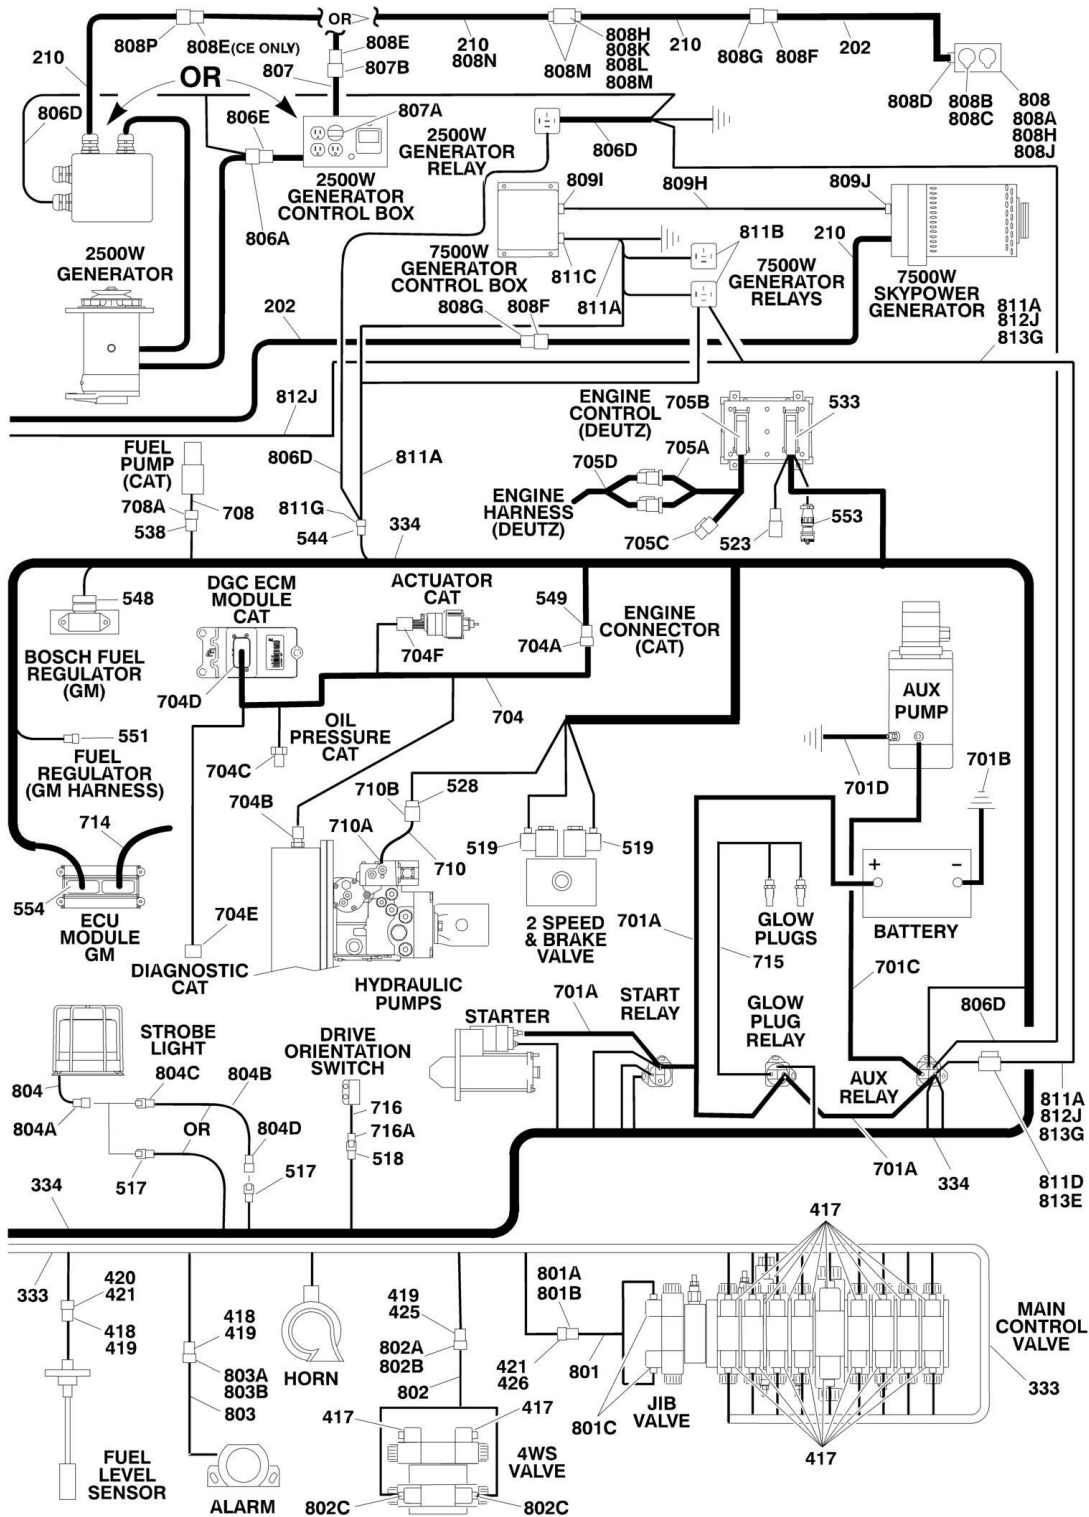 OR
808P
808E(CE ONLY)
808E
807B
210
808N
808H
808K
808L
808M
808M
210
808G
808F
202
808D
808B
808C
808
808A
808H
808J
210
OR
807
806D
806E
807A
2500W
GENERATOR
RELAY
806D
2500W
GENERATOR
CONTROL BOX
806A
809I
809H
809J
2500W
GENERATOR
7500W
GENERATOR
CONTROL BOX
811C
811A
811B
210
7500W
GENERATOR
RELAYS
7500W
SKYPOWER
GENERATOR
811A
812J
813G
808G
808F
202
812J
ENGINE
CONTROL
(DEUTZ)
705B
533
705A
705D
FUEL
PUMP
(CAT)
806D
811A
ENGINE
HARNESS
(DEUTZ)
708A
538
708
811G
544
334
705C
523
553
548
DGC ECM
MODULE
CAT
ACTUATOR
CAT
549
704A
ENGINE
CONNECTOR
(CAT)
BOSCH FUEL
REGULATOR
(GM)
704D
704F
704
AUX
PUMP
OIL
PRESSURE
CAT
551
FUEL
REGULATOR
(GM HARNESS)
704C
704B
710B
528
701D
701B
714
710A
710
519
519
+
-
554
ECU
MODULE
GM
704E
701A
GLOW
PLUGS
BATTERY
DIAGNOSTIC
CAT
HYDRAULIC
PUMPS
2 SPEED
& BRAKE
VALVE
715
701C
701A
START
RELAY
GLOW
PLUG
RELAY
806D
STROBE
LIGHT
DRIVE
ORIENTATION
SWITCH
STARTER
804
804C
804B
804A
OR
804D
716
716A
518
AUX
RELAY
811A
812J
813G
517
517
701A
334
811D
813E
334
417
333
420
421
418
419
418
419
803A
803B
803
HORN
419
425
802A
802B
802
801A
801B
421
426
801
MAIN
CONTROL
VALVE
333
417
417
801C
JIB
VALVE
417
FUEL
LEVEL
SENSOR
ALARM
4WS
VALVE
802C
802C